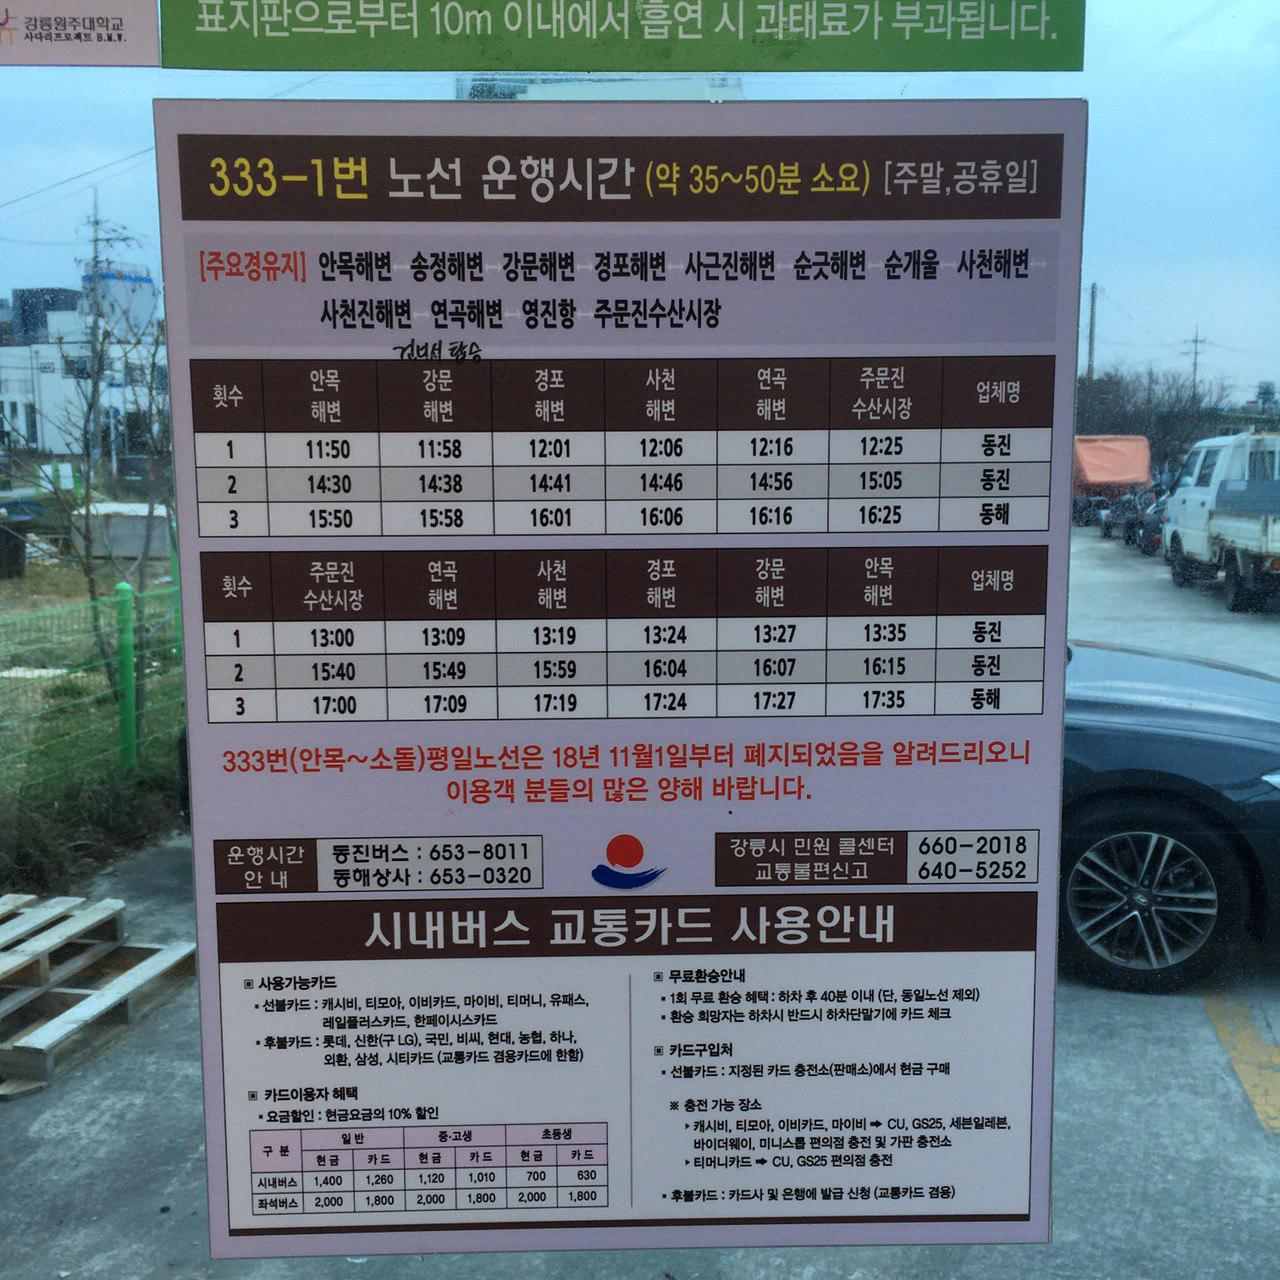 강릉원주대학교
사다리프로젝트 B.M.W.
표지판으로부터 10m 이내에서 흡연 시 과태료가 부과됩니다.
333-1번 노선 운행시간 (약 35~50분 소요) [주말,공휴일]
[주요경유지] 안목해변 송정해변 강문해변 경포해변 사근진해변 순긋해변 순개울 사천해변
사천진해변 연곡해변 영진항 주문진수산시장
횟수 안목해변 강문해변 경포해변 사천해변 연곡해변 주문진수산시장 업체명
1 11:50 11:58 12:01 12:06 12:16 12:25 동진
2 14:30 14:38 14:41 14:46 14:56 15:05 동진
3 15:50 15:58 16:01 16:06 16:16 16:25 동해
횟수 주문진수산시장 연곡해변 사천해변 경포해변 강문해변 안목해변 업체명
1 13:00 13:09 13:19 13:24 13:27 13:35 동진
2 15:40 15:49 15:59 16:04 16:07 16:15 동진
3 17:00 17:09 17:19 17:24 17:27 17:35 동해
333번(안목~소돌)평일노선은 18년 11월1일부터 폐지되었음을 알려드리오니
이용객 분들의 많은 양해 바랍니다.
운행시간
안 내
동진버스 : 653-8011
동해상사 : 653-0320
강릉시 민원 콜센터 660-2018
교통불편신고 640-5252
시내버스 교통카드 사용안내
▣ 사용가능카드
▪ 선불카드 : 캐시비, 티모아, 이비카드, 마이비, 티머니, 유패스,
레일플러스카드, 한페이시스카드
▪ 후불카드 : 롯데, 신한(구 LG), 국민, 비씨, 현대, 농협, 하나,
외환, 삼성, 시티카드 (교통카드 겸용카드에 한함)
▣ 카드이용자 혜택
▪ 요금할인 : 현금요금의 10% 할인
구 분 일 반 중·고생 초등생
현 금 카 드 현 금 카 드 현 금 카 드
시내버스 1,400 1,260 1,120 1,010 700 630
좌석버스 2,000 1,800 2,000 1,800 2,000 1,800
▣ 무료환승안내
▪ 1회 무료 환승 혜택 : 하차 후 40분 이내 (단, 동일노선 제외)
▪ 환승 희망자는 하차시 반드시 하차단말기에 카드 체크
▣ 카드구입처
▪ 선불카드 : 지정된 카드 충전소(판매소)에서 현금 구매
※ 충전 가능 장소
▸ 캐시비, 티모아, 이비카드, 마이비 ➡ CU, GS25, 세븐일레븐,
바이더웨이, 미니스톱 편의점 충전 및 가판 충전소
▸ 티머니카드 ➡ CU, GS25 편의점 충전
▪ 후불카드 : 카드사 및 은행에 발급 신청 (교통카드 겸용)